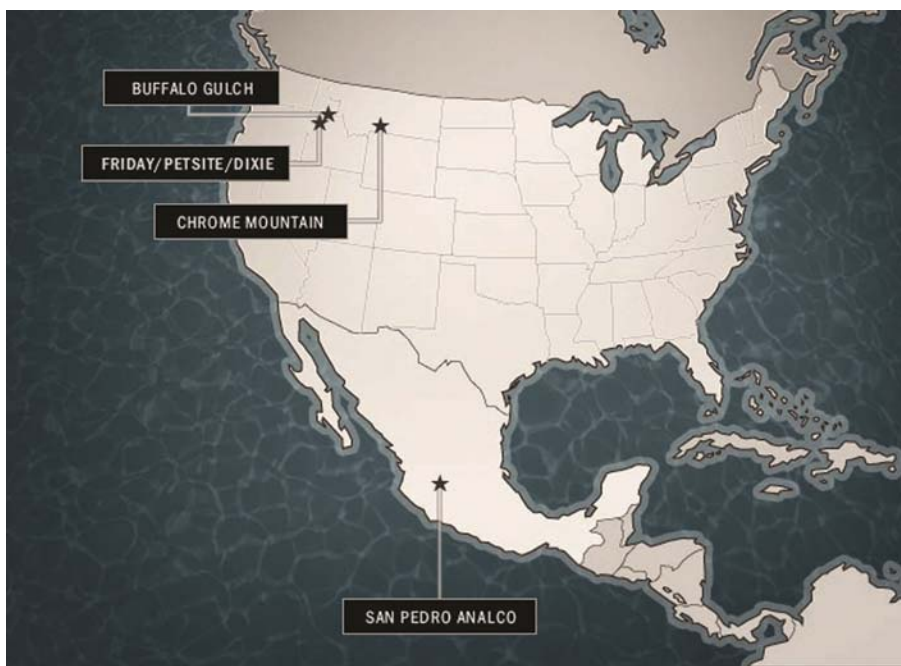 BUFFALO GULCH
FRIDAY/PETSITE/DIXIE
CHROME MOUNTAIN
SAN PEDRO ANALCO